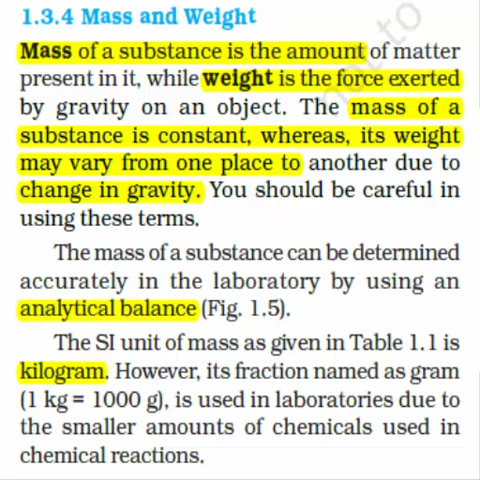 1.3.4 Mass and Weight
Mass of a substance is the amount of matter
present in it, while weight is the force exerted
by gravity on an object. The mass of a
substance is constant, whereas, its weight
may vary from one place to another due to
change in gravity. You should be careful in
using these terms.
The mass of a substance can be determined
accurately in the laboratory by using an
analytical balance (Fig. 1.5).
The SI unit of mass as given in Table 1.1 is
kilogram. However, its fraction named as gram
(1 kg = 1000 g), is used in laboratories due to
the smaller amounts of chemicals used in
chemical reactions.
not to